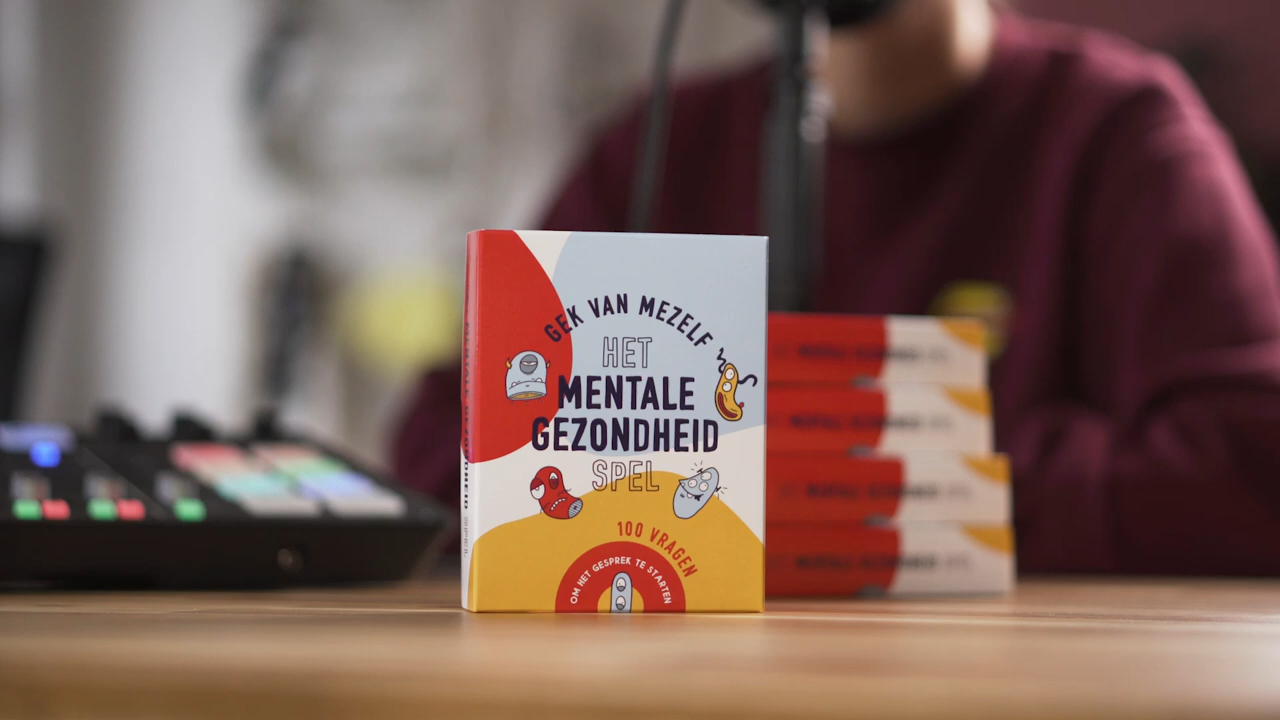 GEK VAN MEZELF
HET
MENTALE
GEZONDHEID
SPEL
100 VRAGEN
OM HET GESPREK TE STARTEN